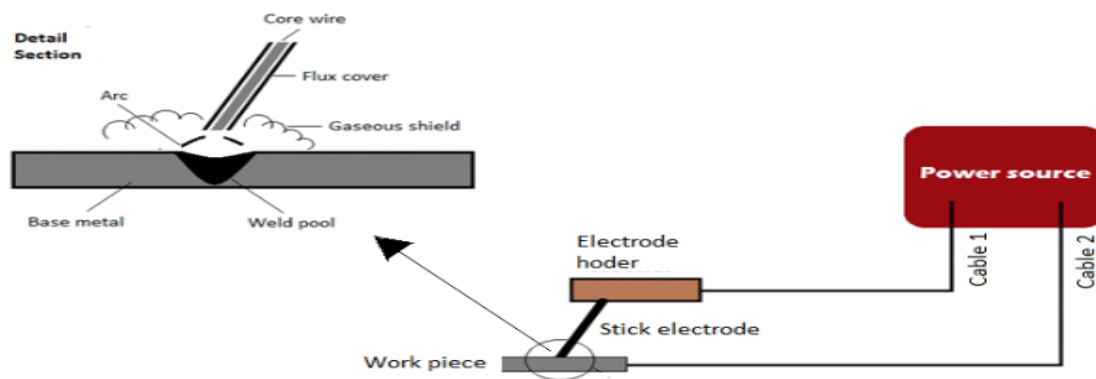 Detail
Section
Core wire
Flux cover
Arc
Gaseous shield
Base metal
Weld pool
Power source
Cable 1
Cable 2
Electrode
hoder
Stick electrode
Work piece